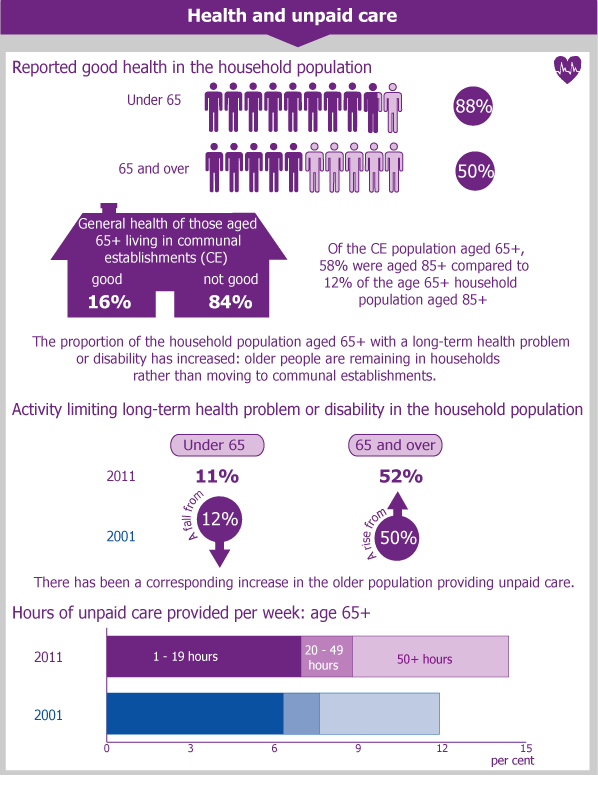 Health and unpaid care
Reported good health in the household population
Under 65
88%
65 and over
50%
General health of those aged
65+ living in communal
establishments (CE)
good
not good
16%
84%
Of the CE population aged 65+,
58% were aged 85+ compared to
12% of the age 65+ household
population aged 85+
The proportion of the household population aged 65+ with a long-term health problem
or disability has increased: older people are remaining in households
rather than moving to communal establishments.
Activity limiting long-term health problem or disability in the household population
Under 65
65 and over
2011
11%
52%
A fall from
12%
A rise from
50%
2001
There has been a corresponding increase in the older population providing unpaid care.
Hours of unpaid care provided per week: age 65+
2011
1 - 19 hours
20 - 49
hours
50+ hours
2001
0
3
6
9
12
15
per cent